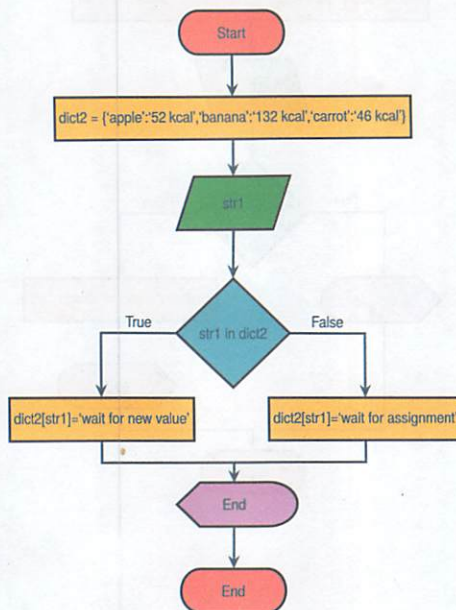 Start
dict2 = {‘apple’:‘52 kcal’,‘banana’:‘132 kcal’,‘carrot’:‘46 kcal’}
str1
str1 in dict2
True
False
dict2[str1]=‘wait for new value’
dict2[str1]=‘wait for assignment’
End
End